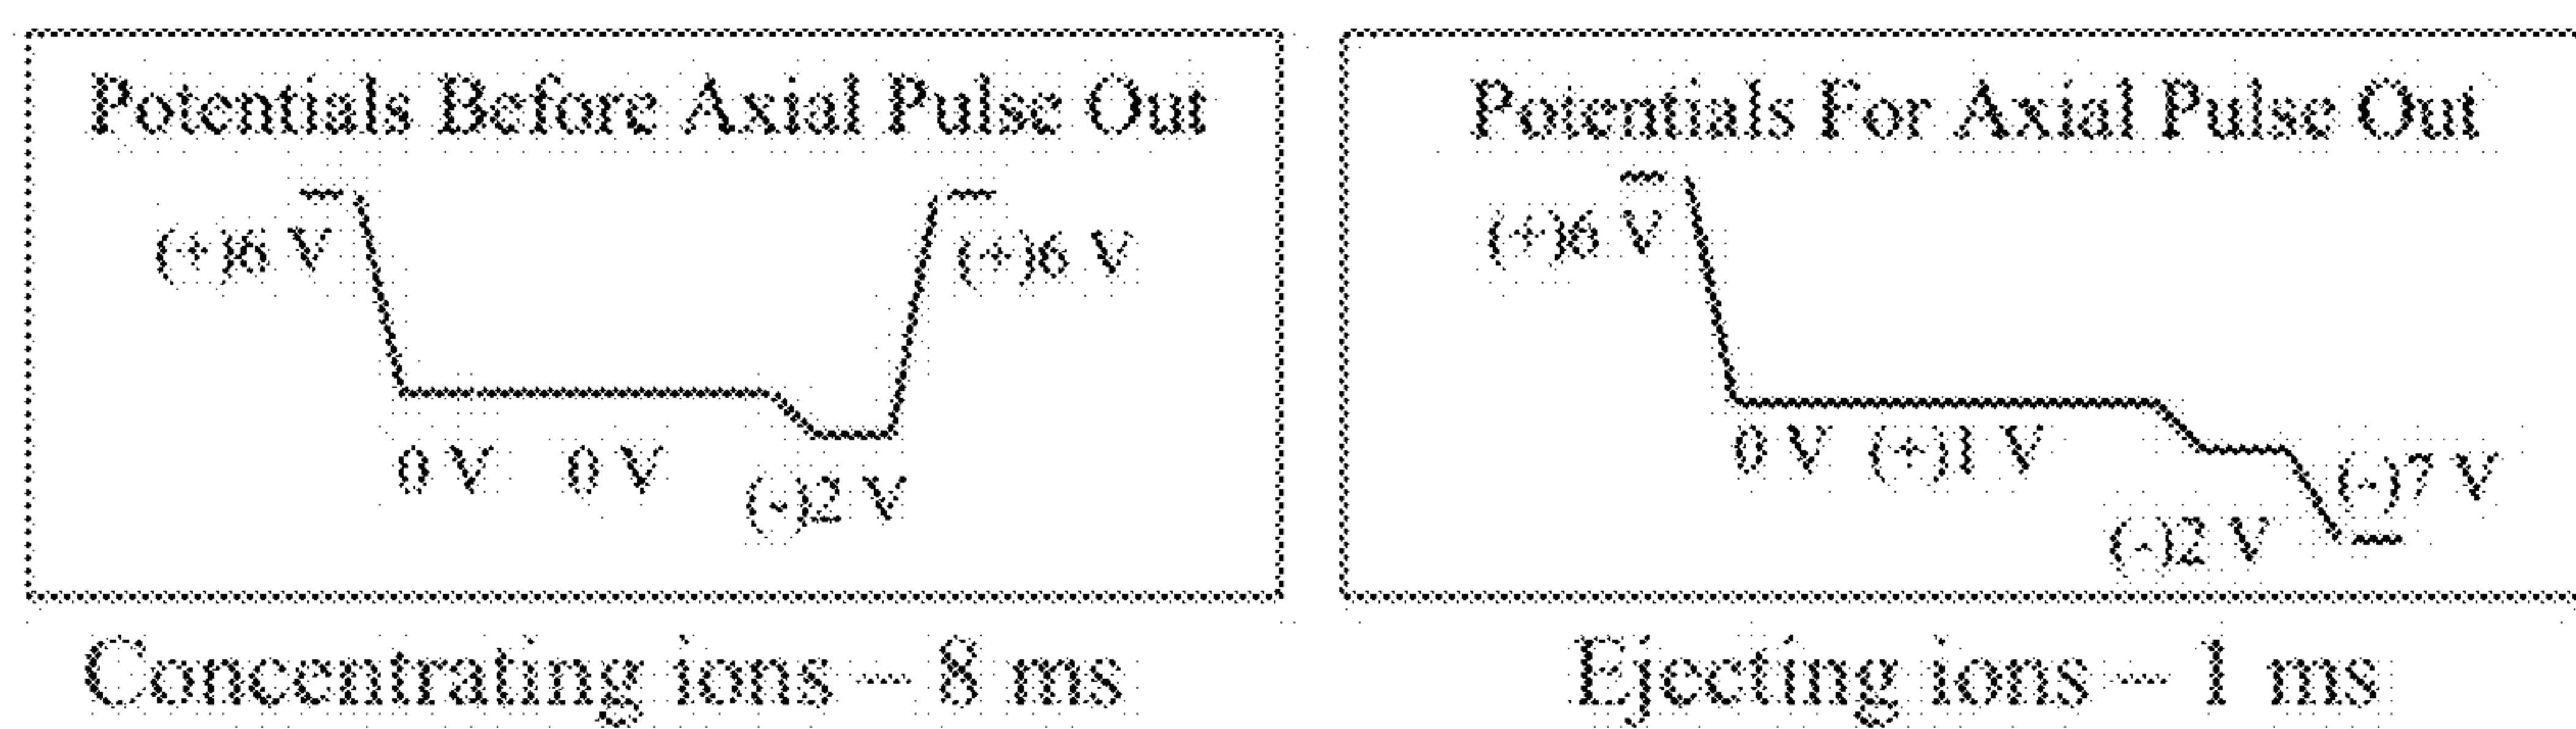 Potentials Before Axial Pulse Out
(+)6 V
(+)6 V
0 V
0 V
(-)2 V
Concentrating ions – 8 ms
Potentials For Axial Pulse Out
(+)6 V
0 V
(+)1 V
(-)7 V
(-)2 V
Ejecting ions – 1 ms